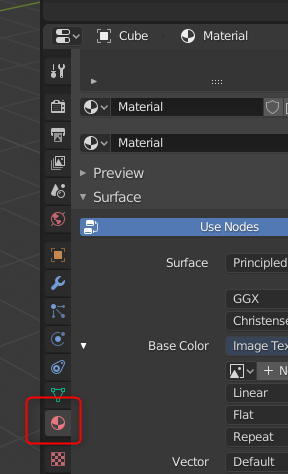 Cube Material
Material
Material
Preview
Surface
Use Nodes
Surface Principled
GGX
Christense
Base Color Image Tex
N
Linear
Flat
Repeat
Vector Default